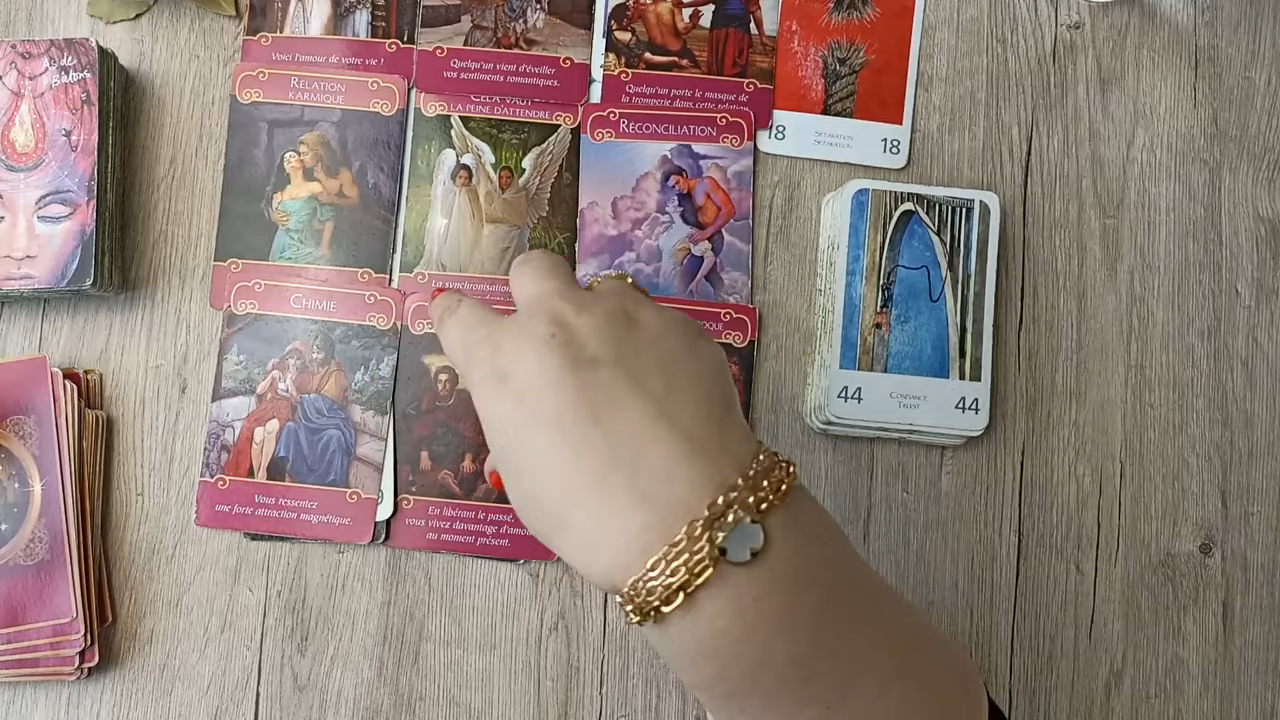 As de
Bâtons
Voici l'amour de votre vie !
Quelqu'un vient d'éveiller
vos sentiments romantiques.
Quelqu'un porte le masque de
la tromperie dans cette relation
18
SÉPARATION
SEPARATION
18
RELATION
KARMIQUE
CELA VAUT
LA PEINE D'ATTENDRE
RÉCONCILIATION
La synchronisation
CHIMIE
Vous ressentez
une forte attraction magnétique.
En libérant le passé,
vous vivez davantage d'amou
au moment présent.
44
CONFIANCE
TRUST
44